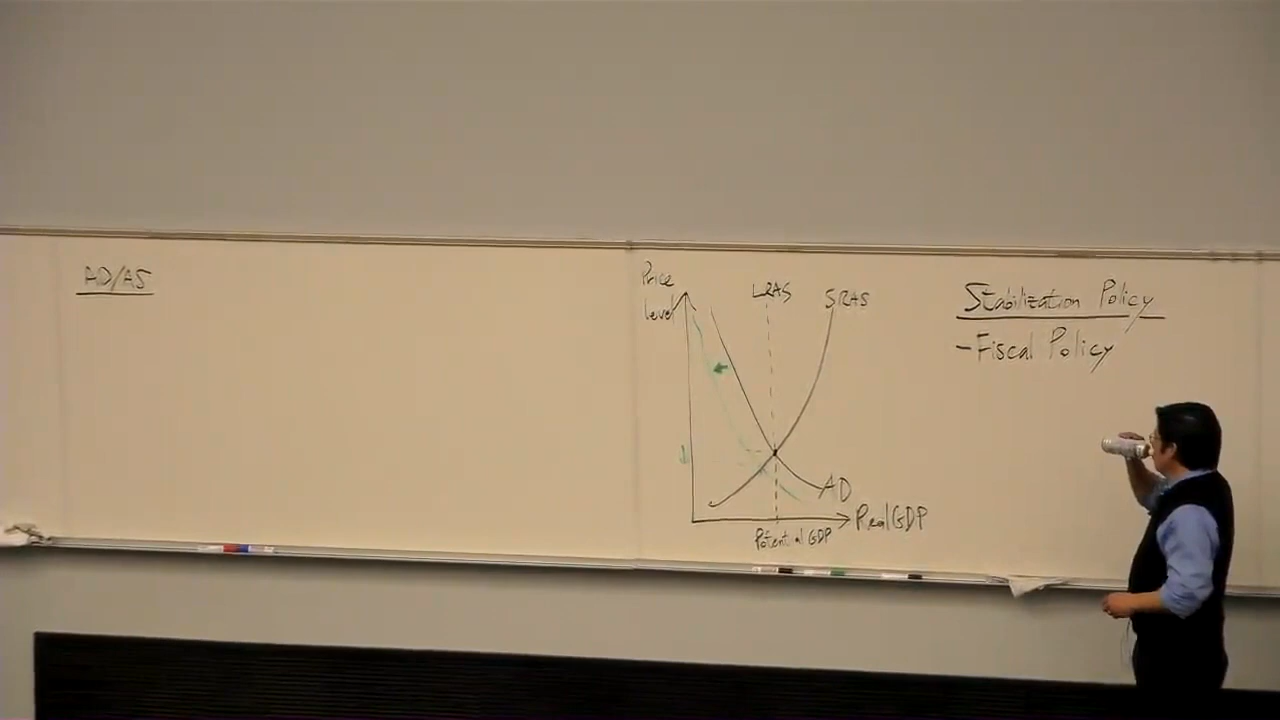 AD/AS
Price
level
LRAS
SRAS
AD
Real GDP
Potential GDP
Stabilization Policy
- Fiscal Policy